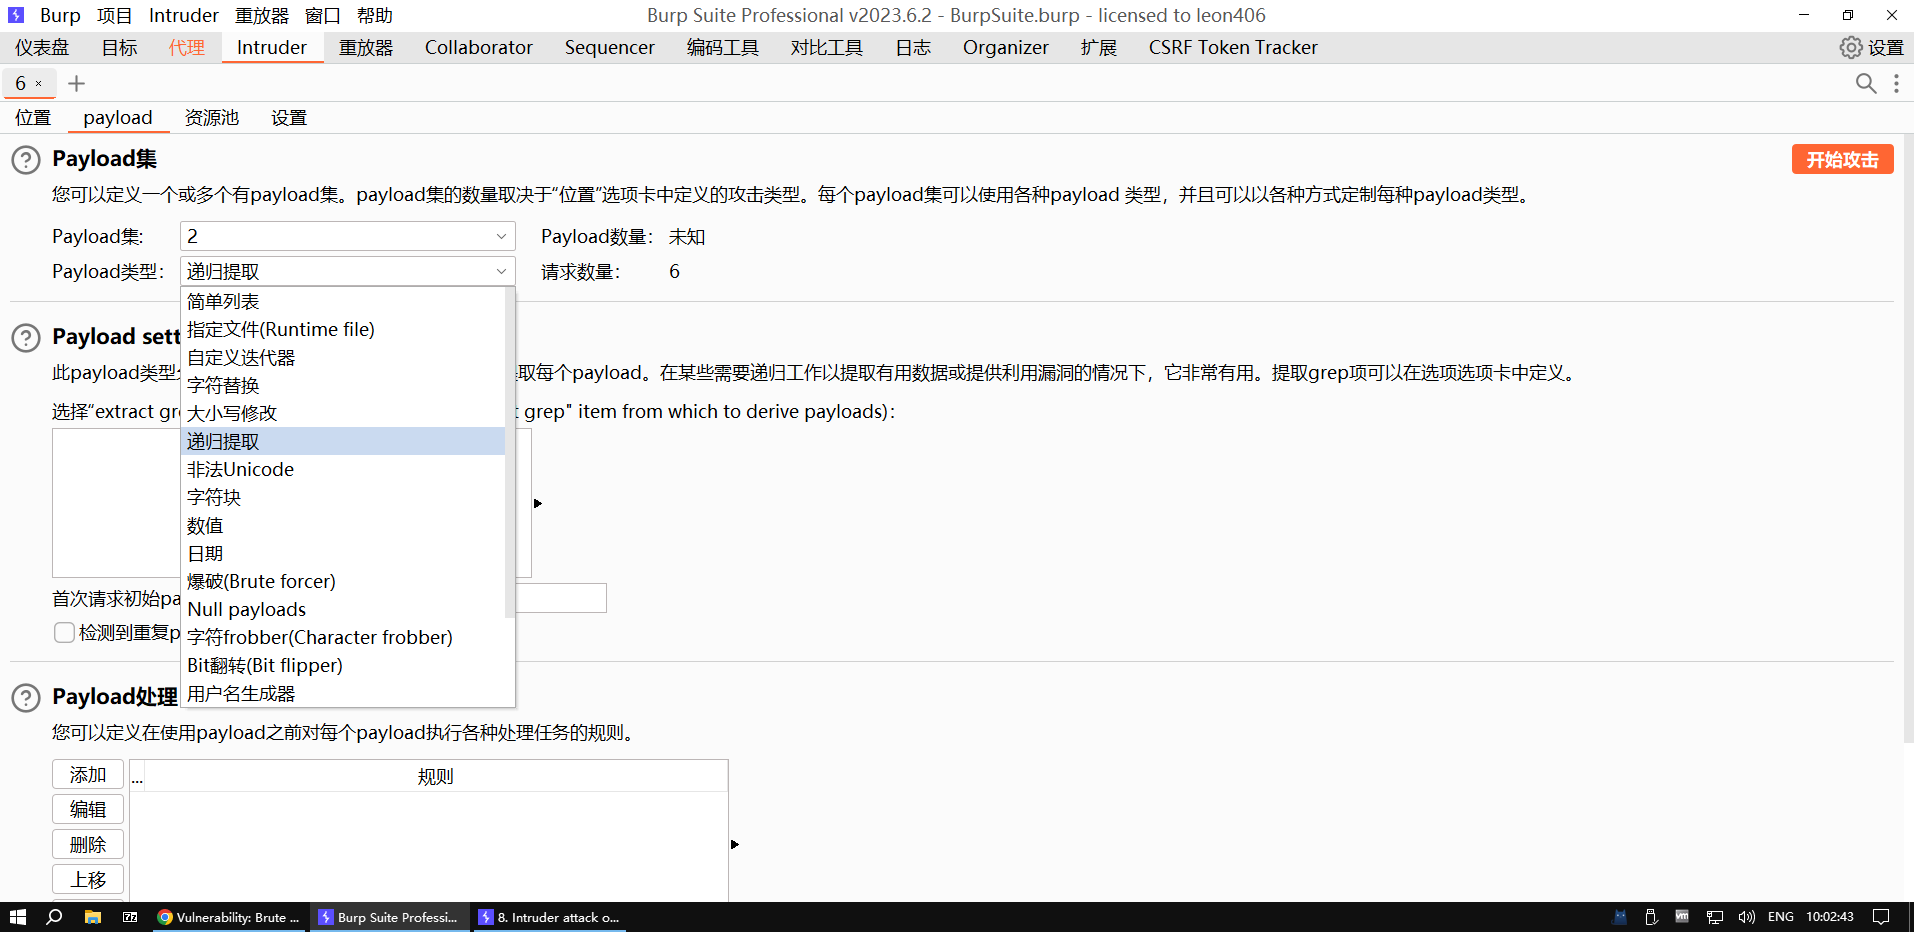 Burp 项目 Intruder 重放器 窗口 帮助 Burp Suite Professional v2023.6.2 - BurpSuite.burp - licensed to leon406
仪表盘 目标 代理 Intruder 重放器 Collaborator Sequencer 编码工具 对比工具 日志 Organizer 扩展 CSRF Token Tracker 设置
6 × +
位置 payload 资源池 设置
Payload集 开始攻击
您可以定义一个或多个有payload集。payload集的数量取决于“位置”选项卡中定义的攻击类型。每个payload集可以使用各种payload 类型，并且可以以各种方式定制每种payload类型。
Payload集: 2 Payload数量： 未知
Payload类型： 递归提取 请求数量： 6
简单列表
指定文件(Runtime file)
Payload sett
自定义迭代器
此payload类型 取每个payload。在某些需要递归工作以提取有用数据或提供利用漏洞的情况下，它非常有用。提取grep项可以在选项选项卡中定义。
字符替换
选择“extract gr t grep" item from which to derive payloads)：
大小写修改
递归提取
非法Unicode
字符块
数值
日期
爆破(Brute forcer)
首次请求初始pa
Null payloads
检测到重复p
字符frobber(Character frobber)
Bit翻转(Bit flipper)
用户名生成器
Payload处理
您可以定义在使用payload之前对每个payload执行各种处理任务的规则。
添加 ... 规则
编辑
删除
上移
Vulnerability: Brute ... Burp Suite Professi... 8. Intruder attack o... ENG 10:02:43